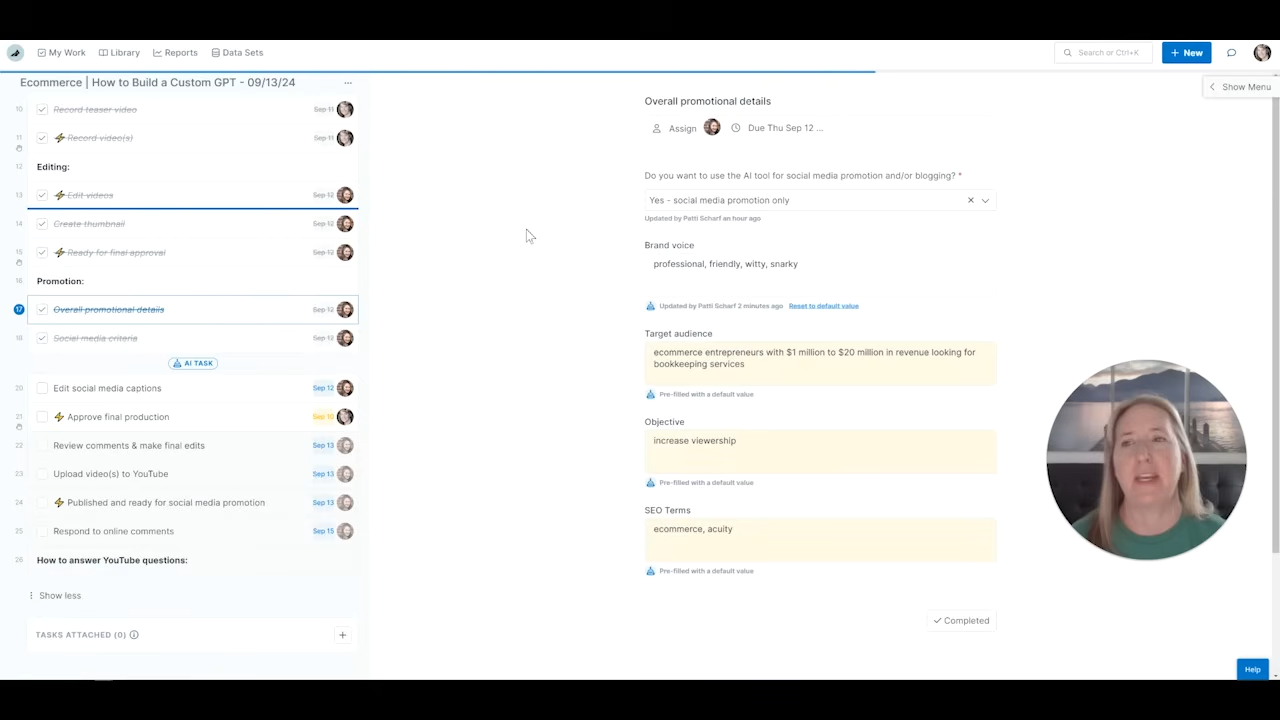 My Work
Library
Reports
Data Sets
Search or Ctrl+K
+ New
Ecommerce | How to Build a Custom GPT - 09/13/24
...
Show Menu
10 Record teaser video Sep 11
11 Record video(s) Sep 11
12 Editing:
13 Edit videos Sep 12
14 Create thumbnail Sep 12
15 Ready for final approval Sep 12
16 Promotion:
17 Overall promotional details Sep 12
18 Social media criteria Sep 12
AI TASK
20 Edit social media captions Sep 12
21 Approve final production Sep 10
22 Review comments & make final edits Sep 13
23 Upload video(s) to YouTube Sep 13
24 Published and ready for social media promotion Sep 13
25 Respond to online comments Sep 15
26 How to answer YouTube questions:
Show less
TASKS ATTACHED (0)
Overall promotional details
Assign
Due Thu Sep 12 ...
Do you want to use the AI tool for social media promotion and/or blogging? *
Yes - social media promotion only
Updated by Patti Scharf an hour ago
Brand voice
professional, friendly, witty, snarky
Updated by Patti Scharf 2 minutes ago Reset to default value
Target audience
ecommerce entrepreneurs with $1 million to $20 million in revenue looking for
bookkeeping services
Pre-filled with a default value
Objective
increase viewership
Pre-filled with a default value
SEO Terms
ecommerce, acuity
Pre-filled with a default value
Completed
Help